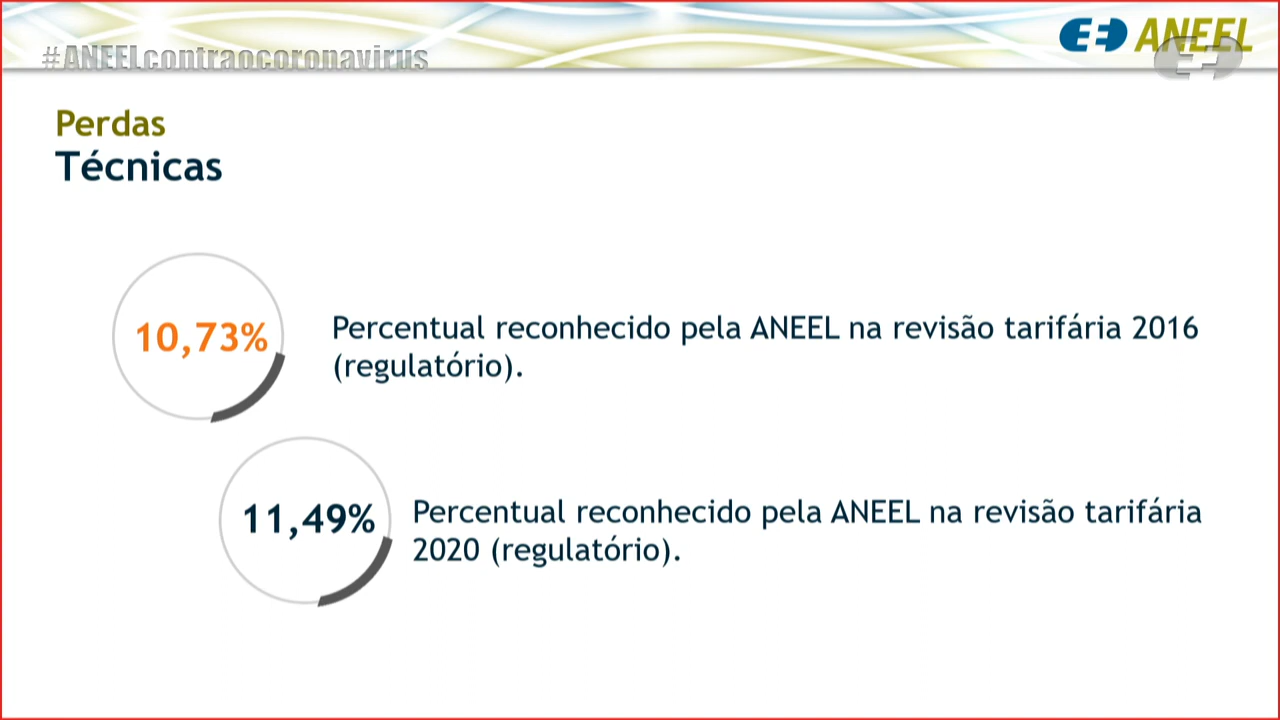 #ANEELcontraocoronavirus
ANEEL
Perdas
Técnicas
10,73%
Percentual reconhecido pela ANEEL na revisão tarifária 2016
(regulatório).
11,49%
Percentual reconhecido pela ANEEL na revisão tarifária
2020 (regulatório).